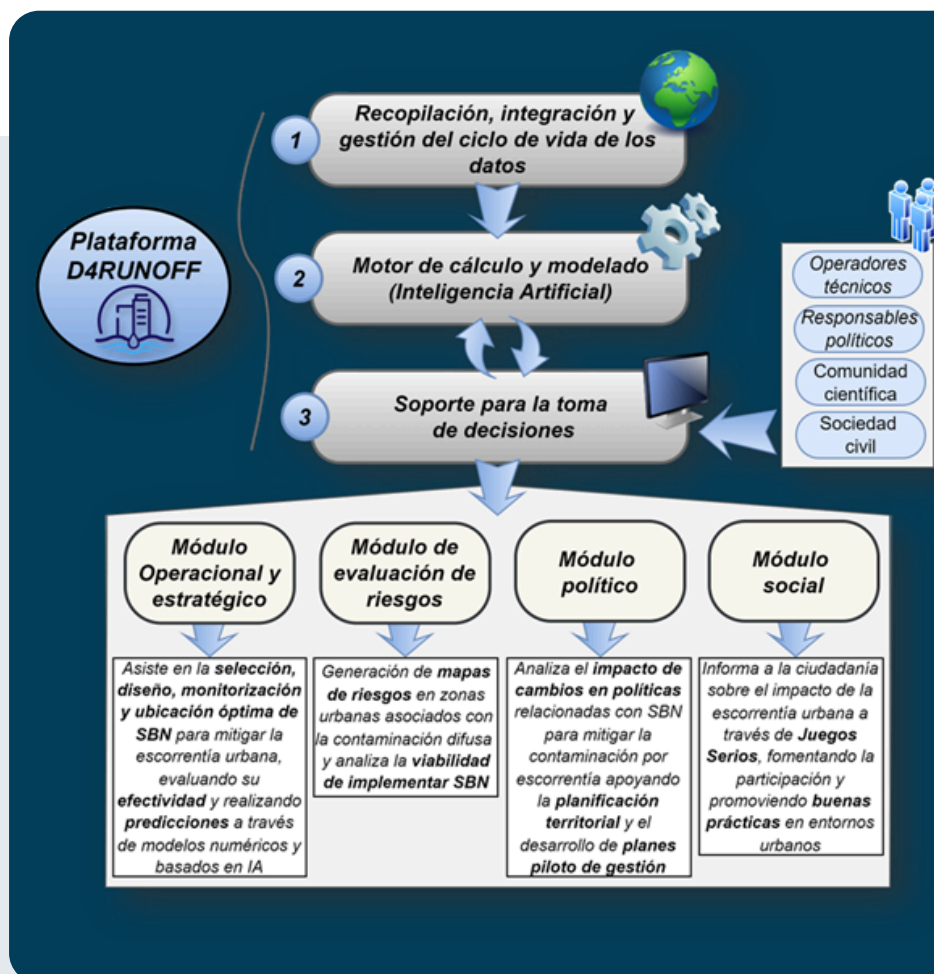 Plataforma
D4RUNOFF
1
Recopilación, integración y
gestión del ciclo de vida de los
datos
2
Motor de cálculo y modelado
(Inteligencia Artificial)
3
Soporte para la toma
de decisiones
Operadores
técnicos
Responsables
políticos
Comunidad
científica
Sociedad
civil
Módulo
Operacional y
estratégico
Asiste en la selección,
diseño, monitorización
y ubicación óptima de
SBN para mitigar la
escorrentía urbana,
evaluando su
efectividad y realizando
predicciones a través
de modelos numéricos y
basados en IA
Módulo de
evaluación de
riesgos
Generación de mapas
de riesgos en zonas
urbanas asociados con
la contaminación difusa
y analiza la viabilidad
de implementar SBN
Módulo
político
Analiza el impacto de
cambios en políticas
relacionadas con SBN
para mitigar la
contaminación por
escorrentía apoyando
la planificación
territorial y el
desarrollo de planes
piloto de gestión
Módulo
social
Informa a la ciudadanía
sobre el impacto de la
escorrentía urbana a
través de Juegos
Serios, fomentando la
participación y
promoviendo buenas
prácticas en entornos
urbanos